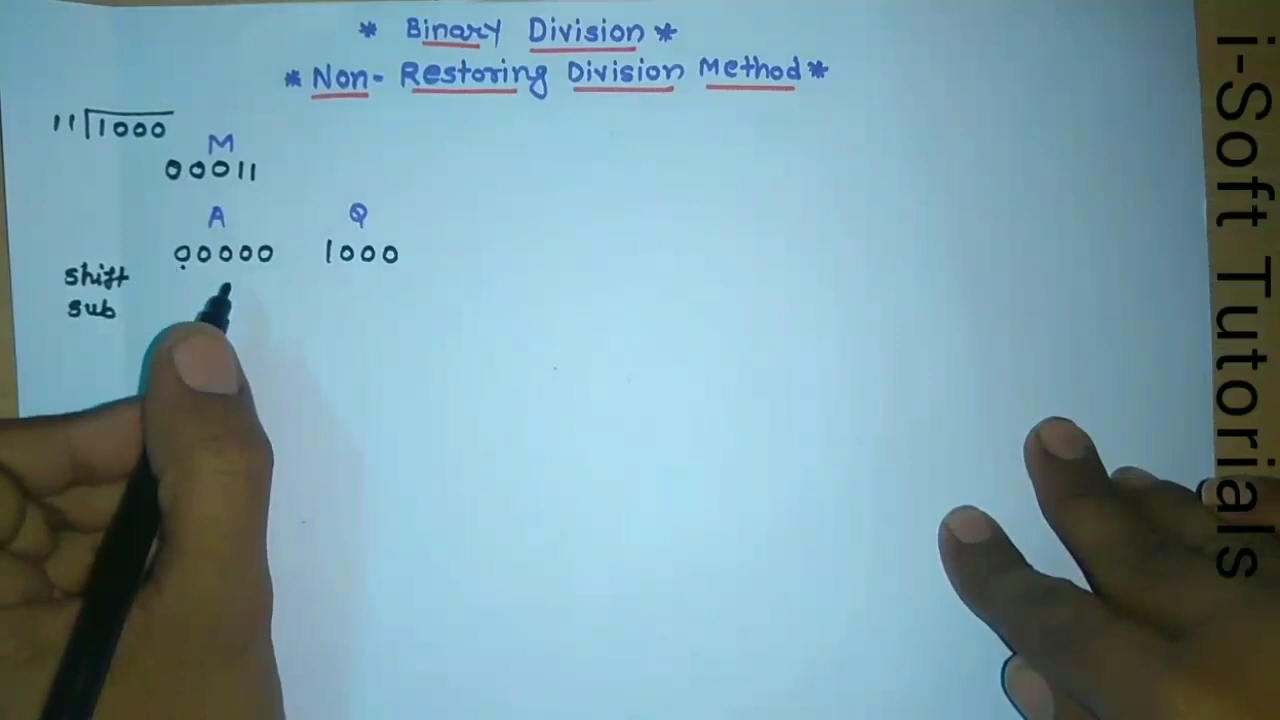 * Binary Division *
* Non- Restoring Division Method *
11 1000
M
00011
A Q
00000 1000
Shift
Sub
i-Soft Tutorials